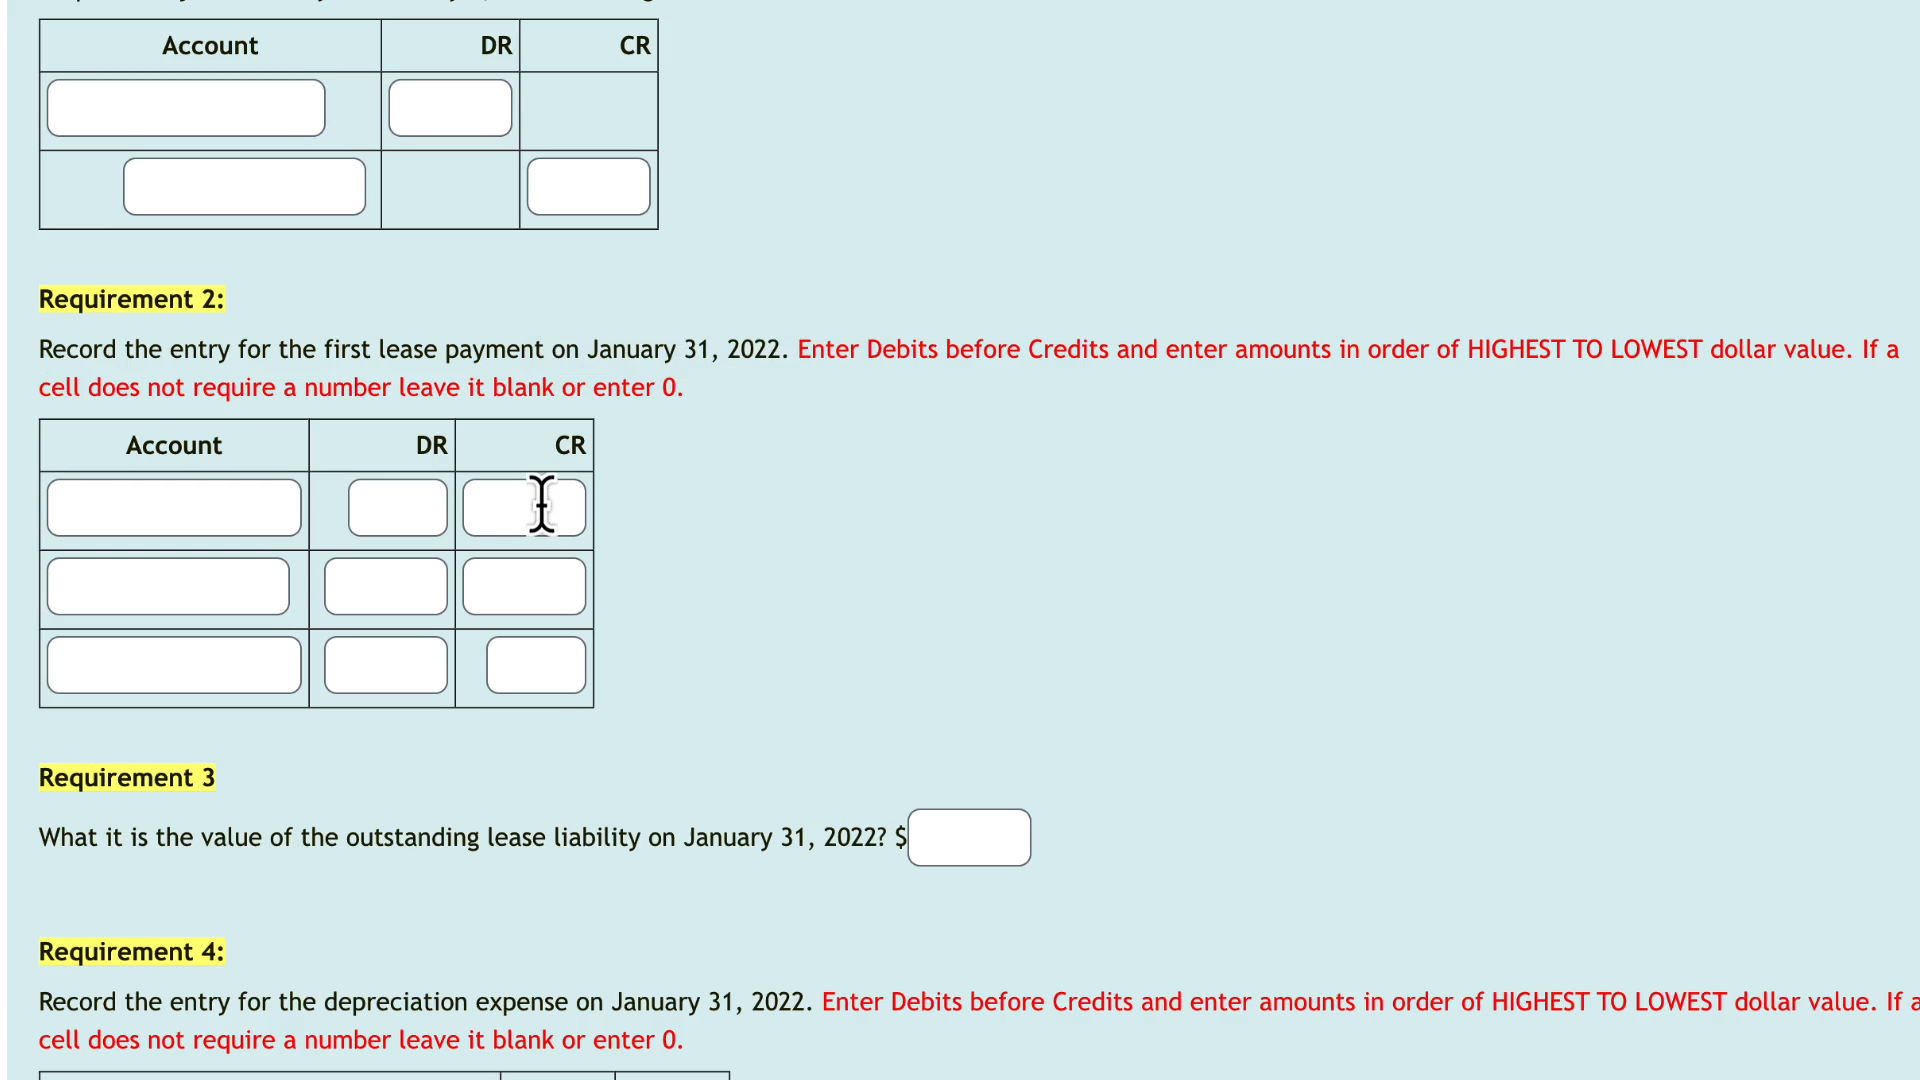 Account DR CR
Requirement 2:
Record the entry for the first lease payment on January 31, 2022. Enter Debits before Credits and enter amounts in order of HIGHEST TO LOWEST dollar value. If a
cell does not require a number leave it blank or enter 0.
Account DR CR
Requirement 3
What it is the value of the outstanding lease liability on January 31, 2022? $
Requirement 4:
Record the entry for the depreciation expense on January 31, 2022. Enter Debits before Credits and enter amounts in order of HIGHEST TO LOWEST dollar value. If a
cell does not require a number leave it blank or enter 0.